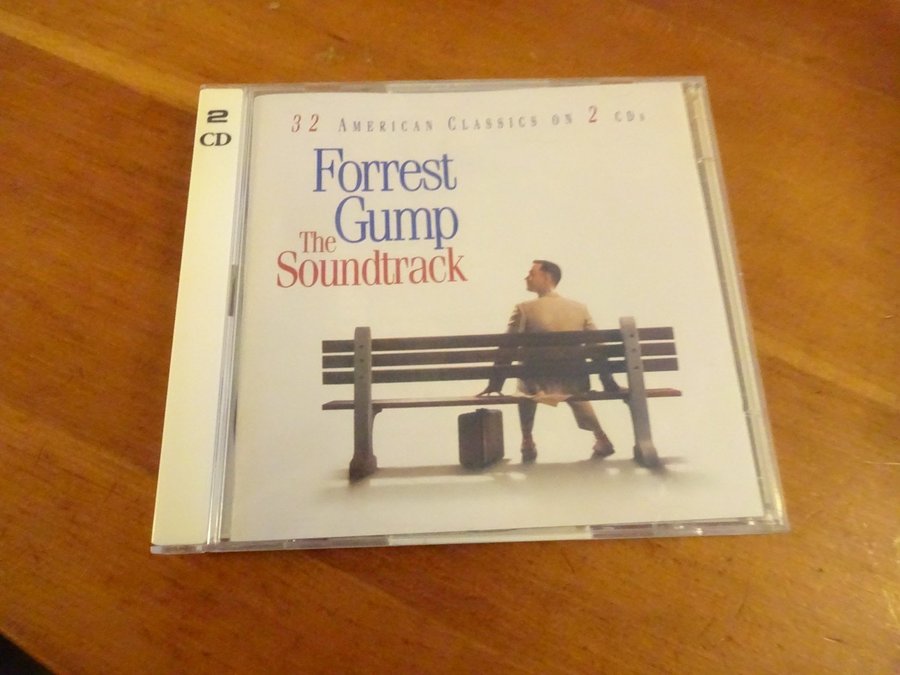 2
CD
32 AMERICAN CLASSICS ON 2 CDs
Forrest
Gump
The
Soundtrack